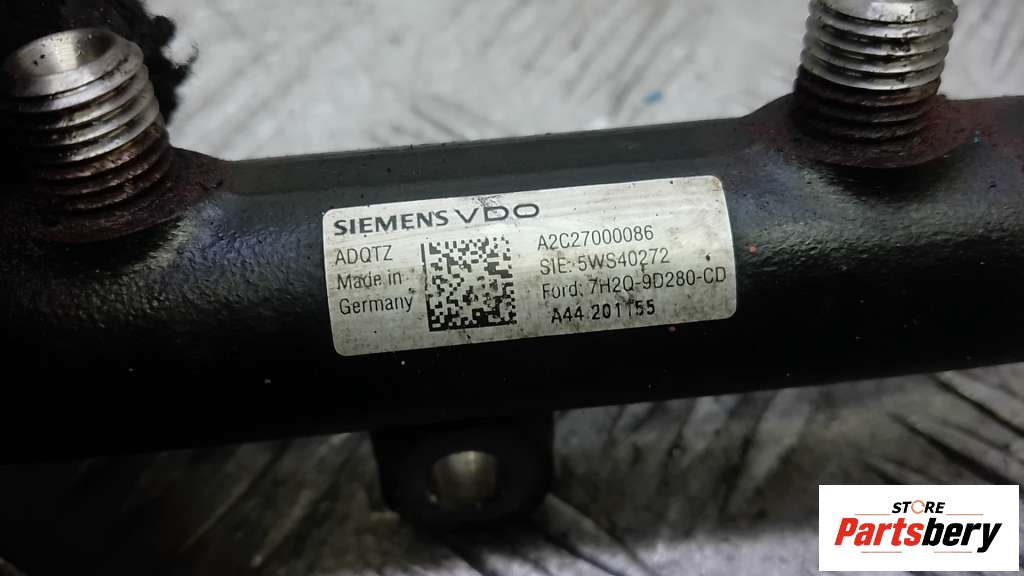 SIEMENS VDO
ADQTZ
Made in
Germany
A2C27000086
SIE: 5WS40272
Ford: 7H2Q-9D280-CD
A44 201155
STORE
Partsbery